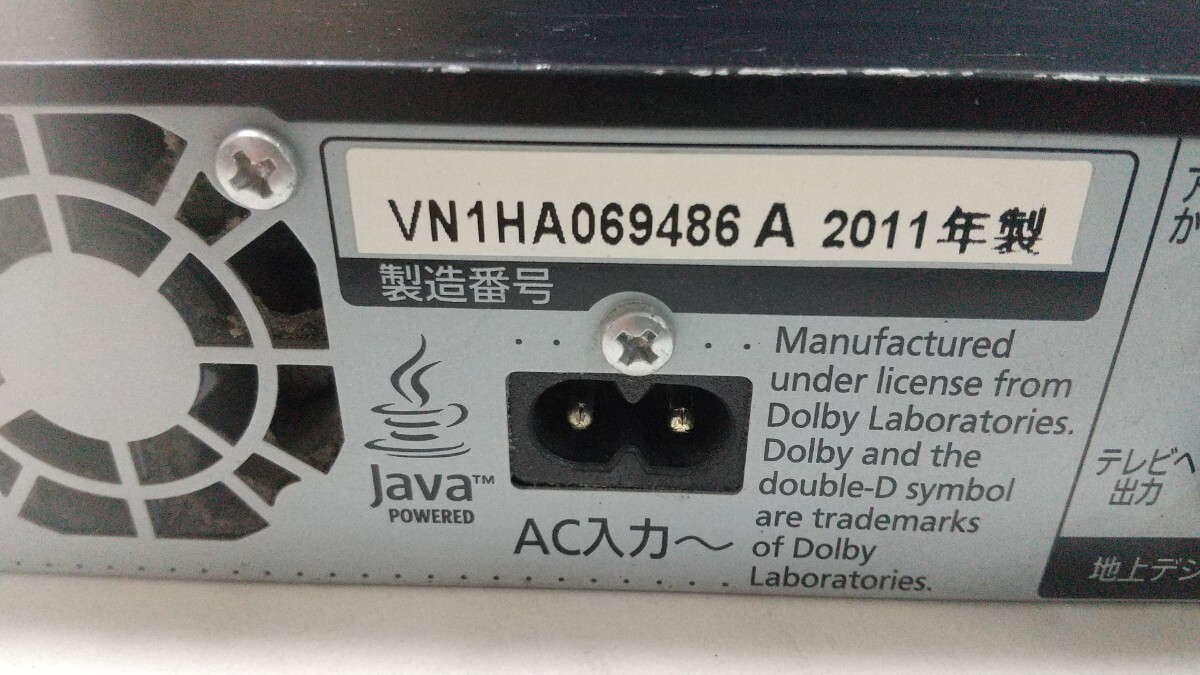 VN1HA069486 A 2011年製
製造番号
Java™
POWERED
AC入力～
Manufactured
under license from
Dolby Laboratories.
Dolby and the
double-D symbol
are trademarks
of Dolby
Laboratories.
テレビへ
出力
地上デジ